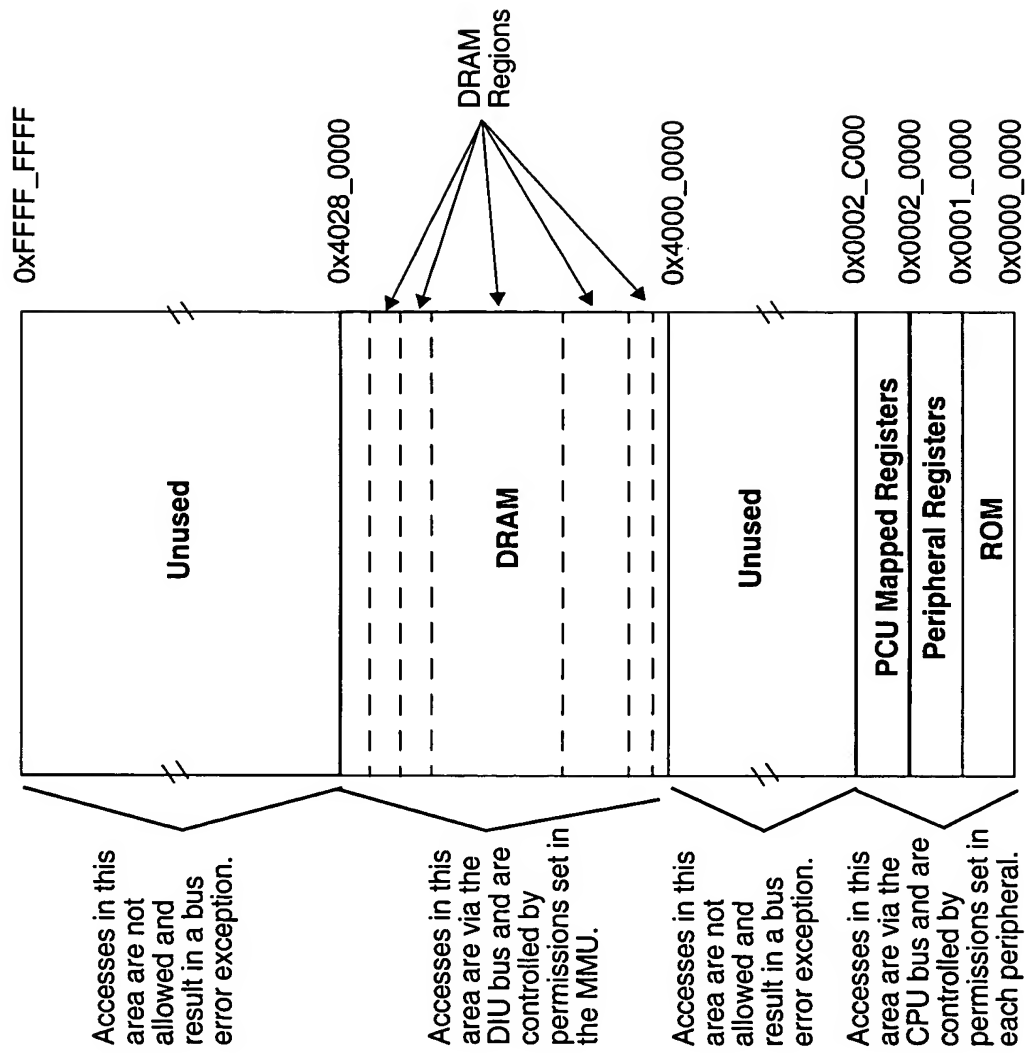 0xFFFF_FFFF
Accesses in this
area are not
allowed and
result in a bus
error exception.
Unused
0x4028_0000
Accesses in this
area are via the
DIU bus and are
controlled by
permissions set in
the MMU.
DRAM
DRAM
Regions
0x4000_0000
Accesses in this
area are not
allowed and
result in a bus
error exception.
Unused
0x0002_C000
Accesses in this
area are via the
CPU bus and are
controlled by
permissions set in
each peripheral.
PCU Mapped Registers
0x0002_0000
Peripheral Registers
0x0001_0000
ROM
0x0000_0000